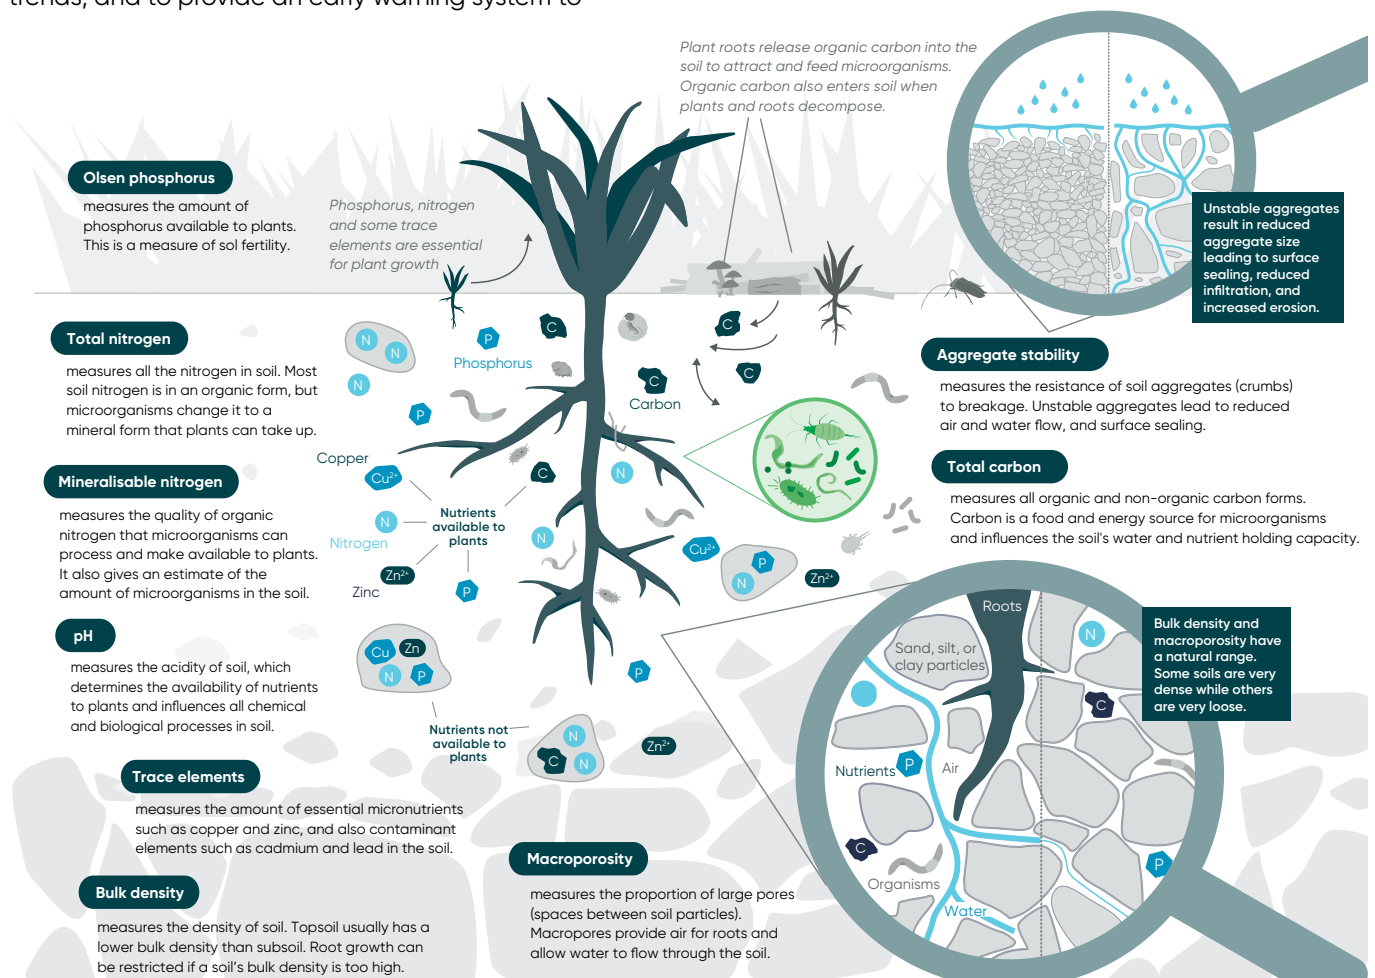 trends, and to provide an early warning system to
Plant roots release organic carbon into the
soil to attract and feed microorganisms.
Organic carbon also enters soil when
plants and roots decompose.
Olsen phosphorus
measures the amount of
phosphorus available to plants.
This is a measure of sol fertility.
Phosphorus, nitrogen
and some trace
elements are essential
for plant growth
Unstable aggregates
result in reduced
aggregate size
leading to surface
sealing, reduced
infiltration, and
increased erosion.
Total nitrogen
measures all the nitrogen in soil. Most
soil nitrogen is in an organic form, but
microorganisms change it to a
mineral form that plants can take up.
N
N
N
P
Phosphorus
P
C
C
Carbon
C
C
Aggregate stability
measures the resistance of soil aggregates (crumbs)
to breakage. Unstable aggregates lead to reduced
air and water flow, and surface sealing.
Total carbon
measures all organic and non-organic carbon forms.
Carbon is a food and energy source for microorganisms
and influences the soil's water and nutrient holding capacity.
Mineralisable nitrogen
measures the quality of organic
nitrogen that microorganisms can
process and make available to plants.
It also gives an estimate of the
amount of microorganisms in the soil.
Copper
Cu²⁺
N
Nitrogen
Zn²⁺
Zinc
C
Nutrients
available to
plants
P
N
N
Cu²⁺
P
N
Zn²⁺
pH
measures the acidity of soil, which
determines the availability of nutrients
to plants and influences all chemical
and biological processes in soil.
Cu
Zn
N
P
Nutrients not
available to
plants
N
C
N
P
Zn²⁺
Trace elements
measures the amount of essential micronutrients
such as copper and zinc, and also contaminant
elements such as cadmium and lead in the soil.
Bulk density
measures the density of soil. Topsoil usually has a
lower bulk density than subsoil. Root growth can
be restricted if a soil's bulk density is too high.
Macroporosity
measures the proportion of large pores
(spaces between soil particles).
Macropores provide air for roots and
allow water to flow through the soil.
Roots
Sand, silt, or
clay particles
N
C
Nutrients
P
Air
C
Organisms
Water
P
Bulk density and
macroporosity have
a natural range.
Some soils are very
dense while others
are very loose.